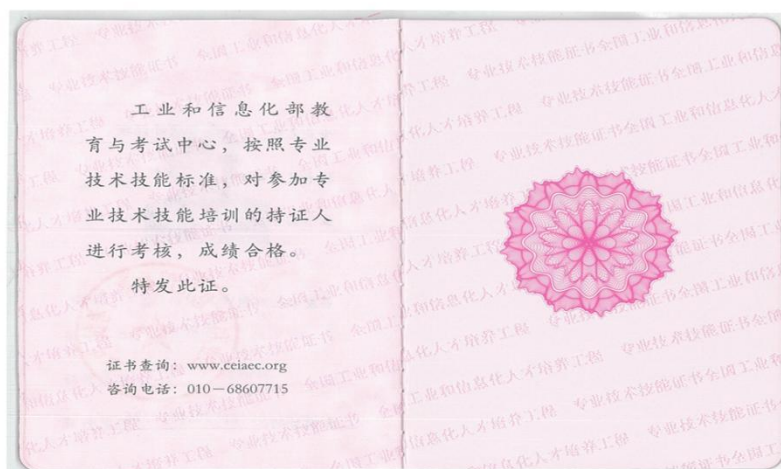 工业和信息化部教
育与考试中心，按照专业
技术技能标准，对参加专
业技术技能培训的持证人
进行考核，成绩合格。
特发此证。
证书查询：www.ceiaec.org
咨询电话：010－68607715